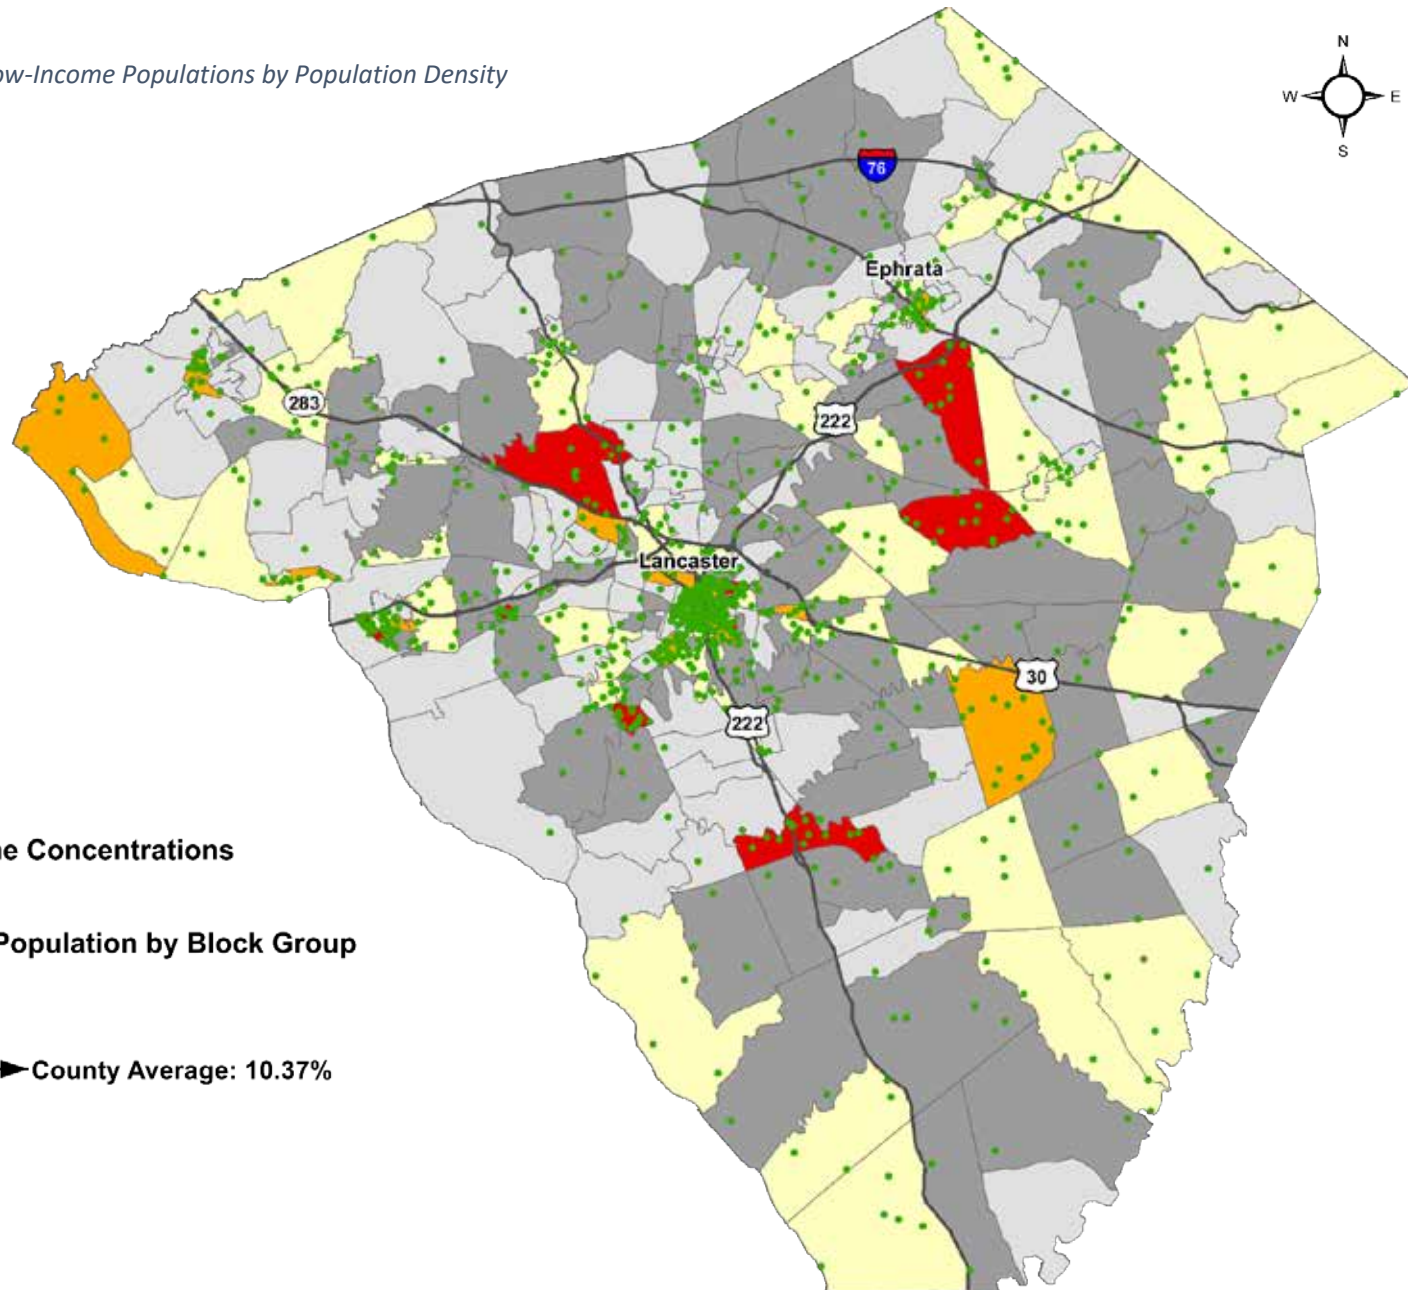 ow-Income Populations by Population Density
N
W E
S
76
Ephrata
283
222
Lancaster
30
222
ne Concentrations
Population by Block Group
County Average: 10.37%